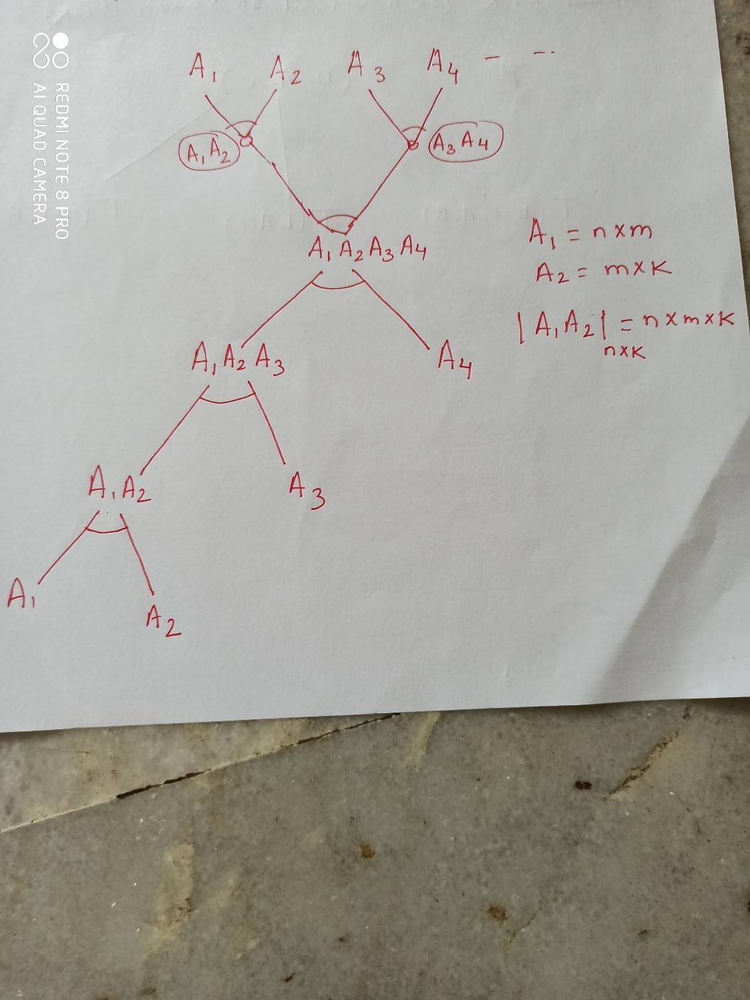 A₁ A₂ A₃ A₄ - -..
A₁A₂
A₃A₄
A₁A₂A₃A₄
A₁ = n×m
A₂ = m×k
|A₁A₂| = n×m×k
n×k
A₁A₂A₃
A₄
A₁A₂
A₃
A₁
A₂
REDMI NOTE 8 PRO
AI QUAD CAMERA